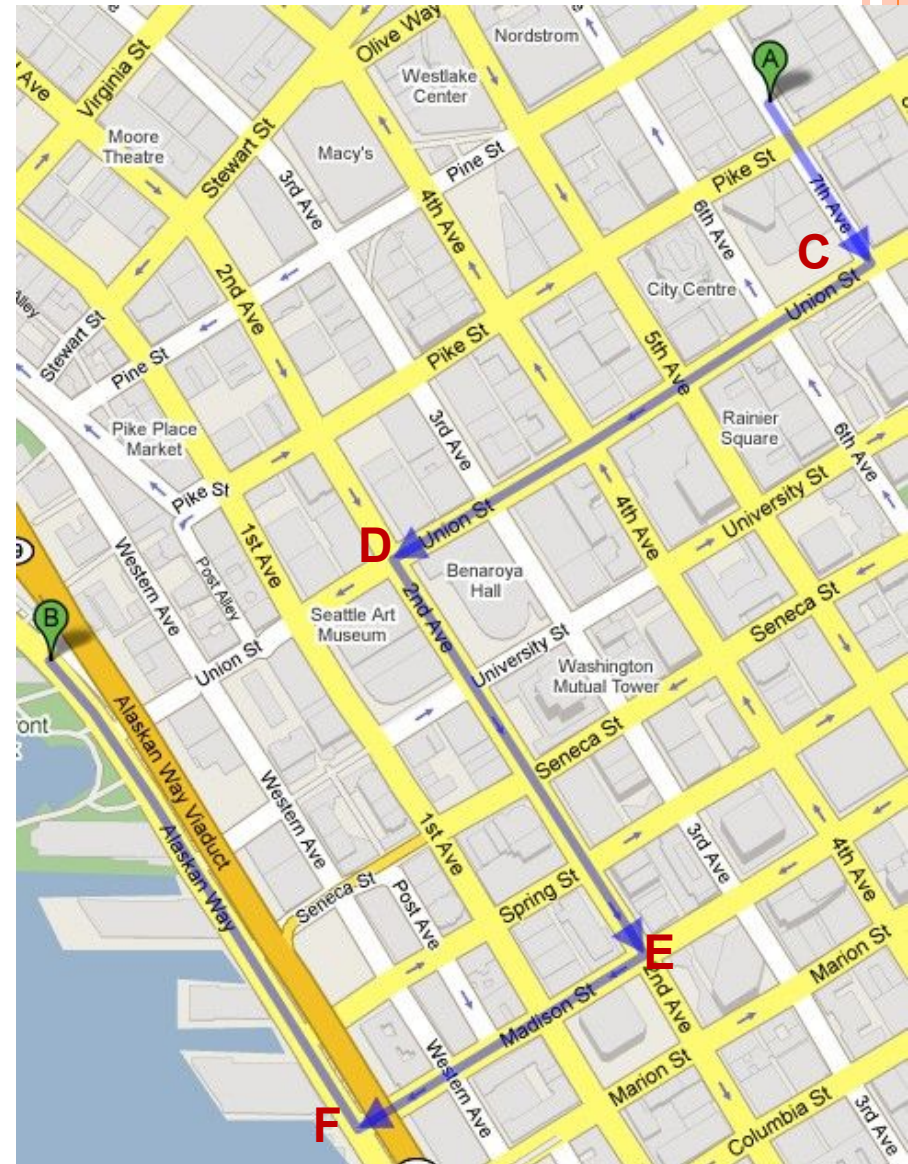 Nordstrom
Olive Way
A
Westlake
Center
Virginia St
Ave
Moore
Theatre
Stewart St
Macy's
Pine St
Pike St
3rd Ave
7th Ave
4th Ave
6th Ave
C
2nd Ave
City Centre
Union St
Stewart St
Alley
Pine St
Pike St
5th Ave
3rd Ave
Rainier
Square
6th Ave
Pike Place
Market
Pike St
University St
4th Ave
Union St
D
1st Ave
Western Ave
Post Alley
9
Benaroya
Hall
2nd Ave
Seneca St
B
Seattle Art
Museum
University St
Union St
Washington
Mutual Tower
ont
Alaskan Way Viaduct
Seneca St
Western Ave
Alaskan Way
1st Ave
3rd Ave
4th Ave
Seneca St
Post Ave
Spring St
E
Marion St
2nd Ave
Madison St
Western Ave
Marion St
F
Columbia St
3rd Ave